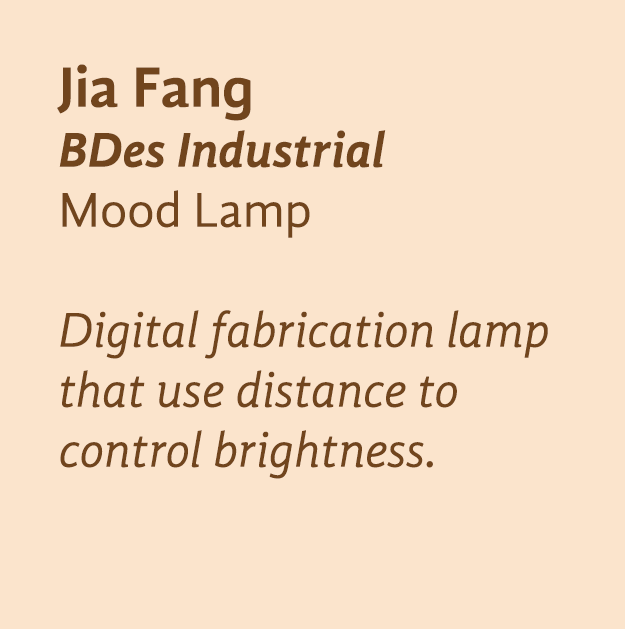 Jia Fang
BDes Industrial
Mood Lamp
Digital fabrication lamp
that use distance to
control brightness.